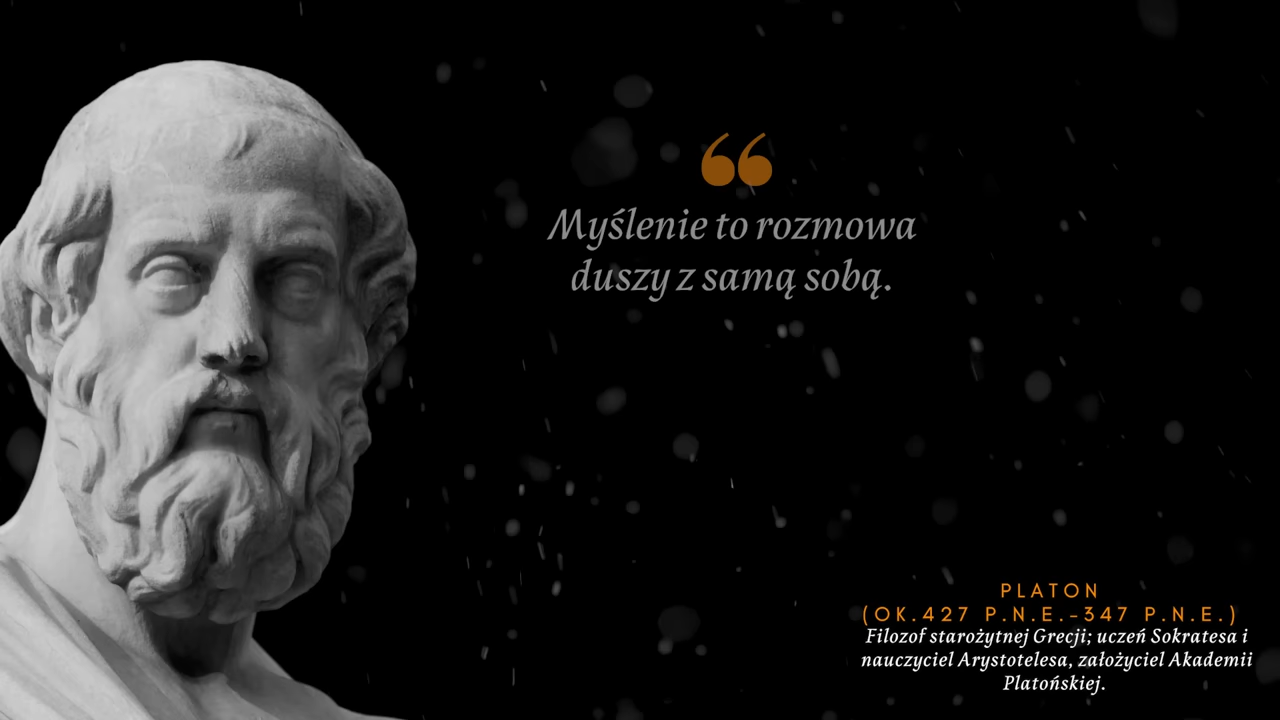 ❝
Myślenie to rozmowa
duszy z samą sobą.
PLATON
(OK.427 P.N.E.-347 P.N.E.)
Filozof starożytnej Grecji; uczeń Sokratesa i
nauczyciel Arystotelesa, założyciel Akademii
Platońskiej.